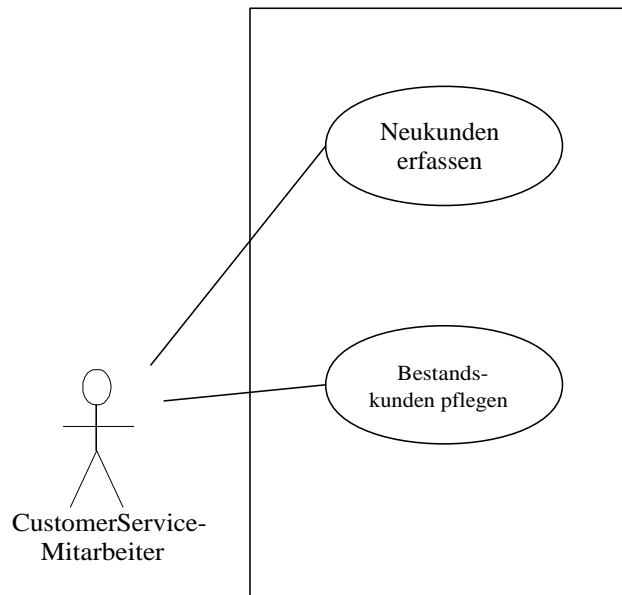 Neukunden
erfassen
Bestands-
kunden pflegen
CustomerService-
Mitarbeiter